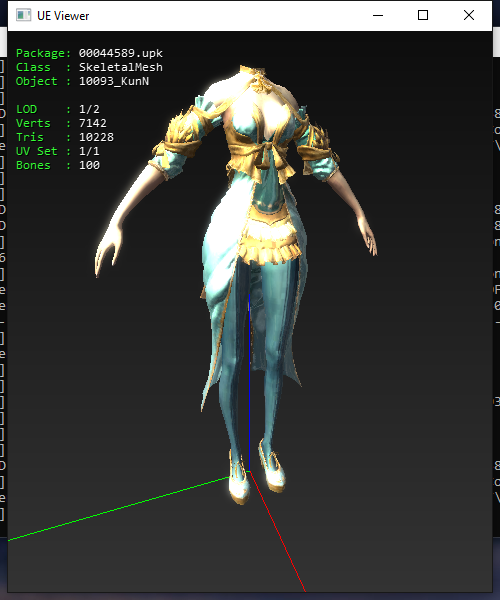 UE Viewer
Package: 00044589.upk
Class : SkeletalMesh
Object : 10093_KunN
LOD : 1/2
Verts : 7142
Tris : 10228
UV Set : 1/1
Bones : 100